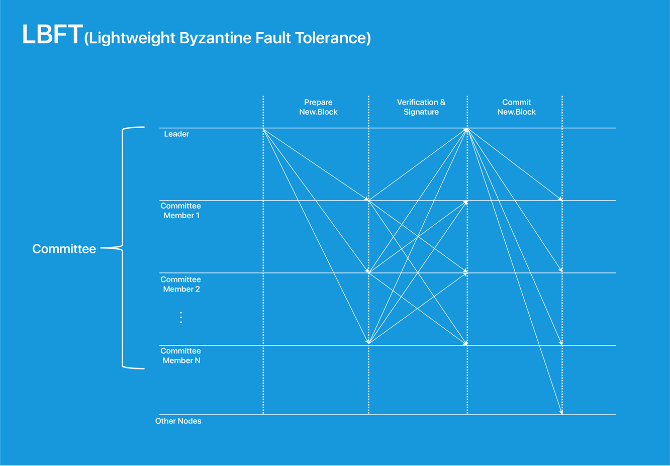 LBFT(Lightweight Byzantine Fault Tolerance)
Prepare
New.Block
Verification &
Signature
Commit
New.Block
Leader
Committee
Member 1
Committee
Committee
Member 2
Committee
Member N
Other Nodes